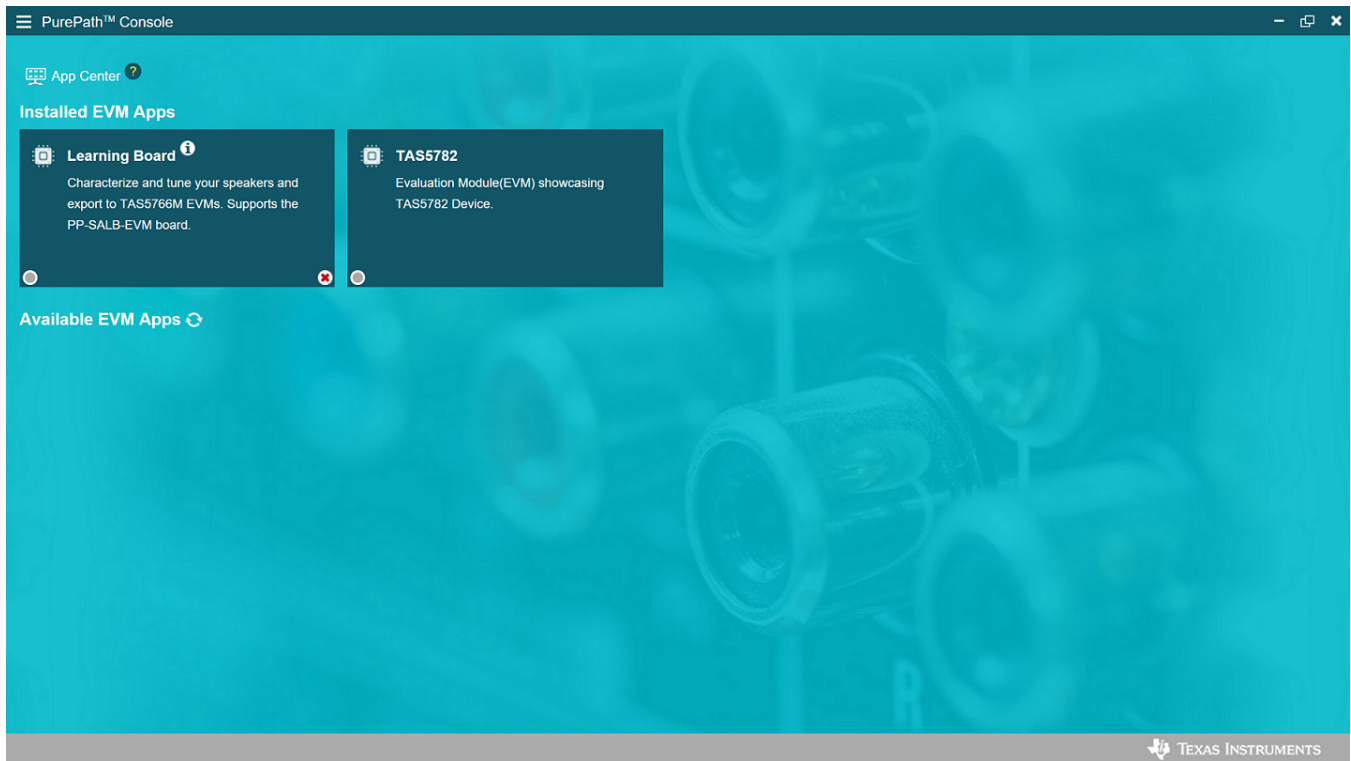 PurePath™ Console
App Center ?
Installed EVM Apps
Learning Board
Characterize and tune your speakers and
export to TAS5766M EVMs. Supports the
PP-SALB-EVM board.
TAS5782
Evaluation Module(EVM) showcasing
TAS5782 Device.
Available EVM Apps
R
TEXAS INSTRUMENTS